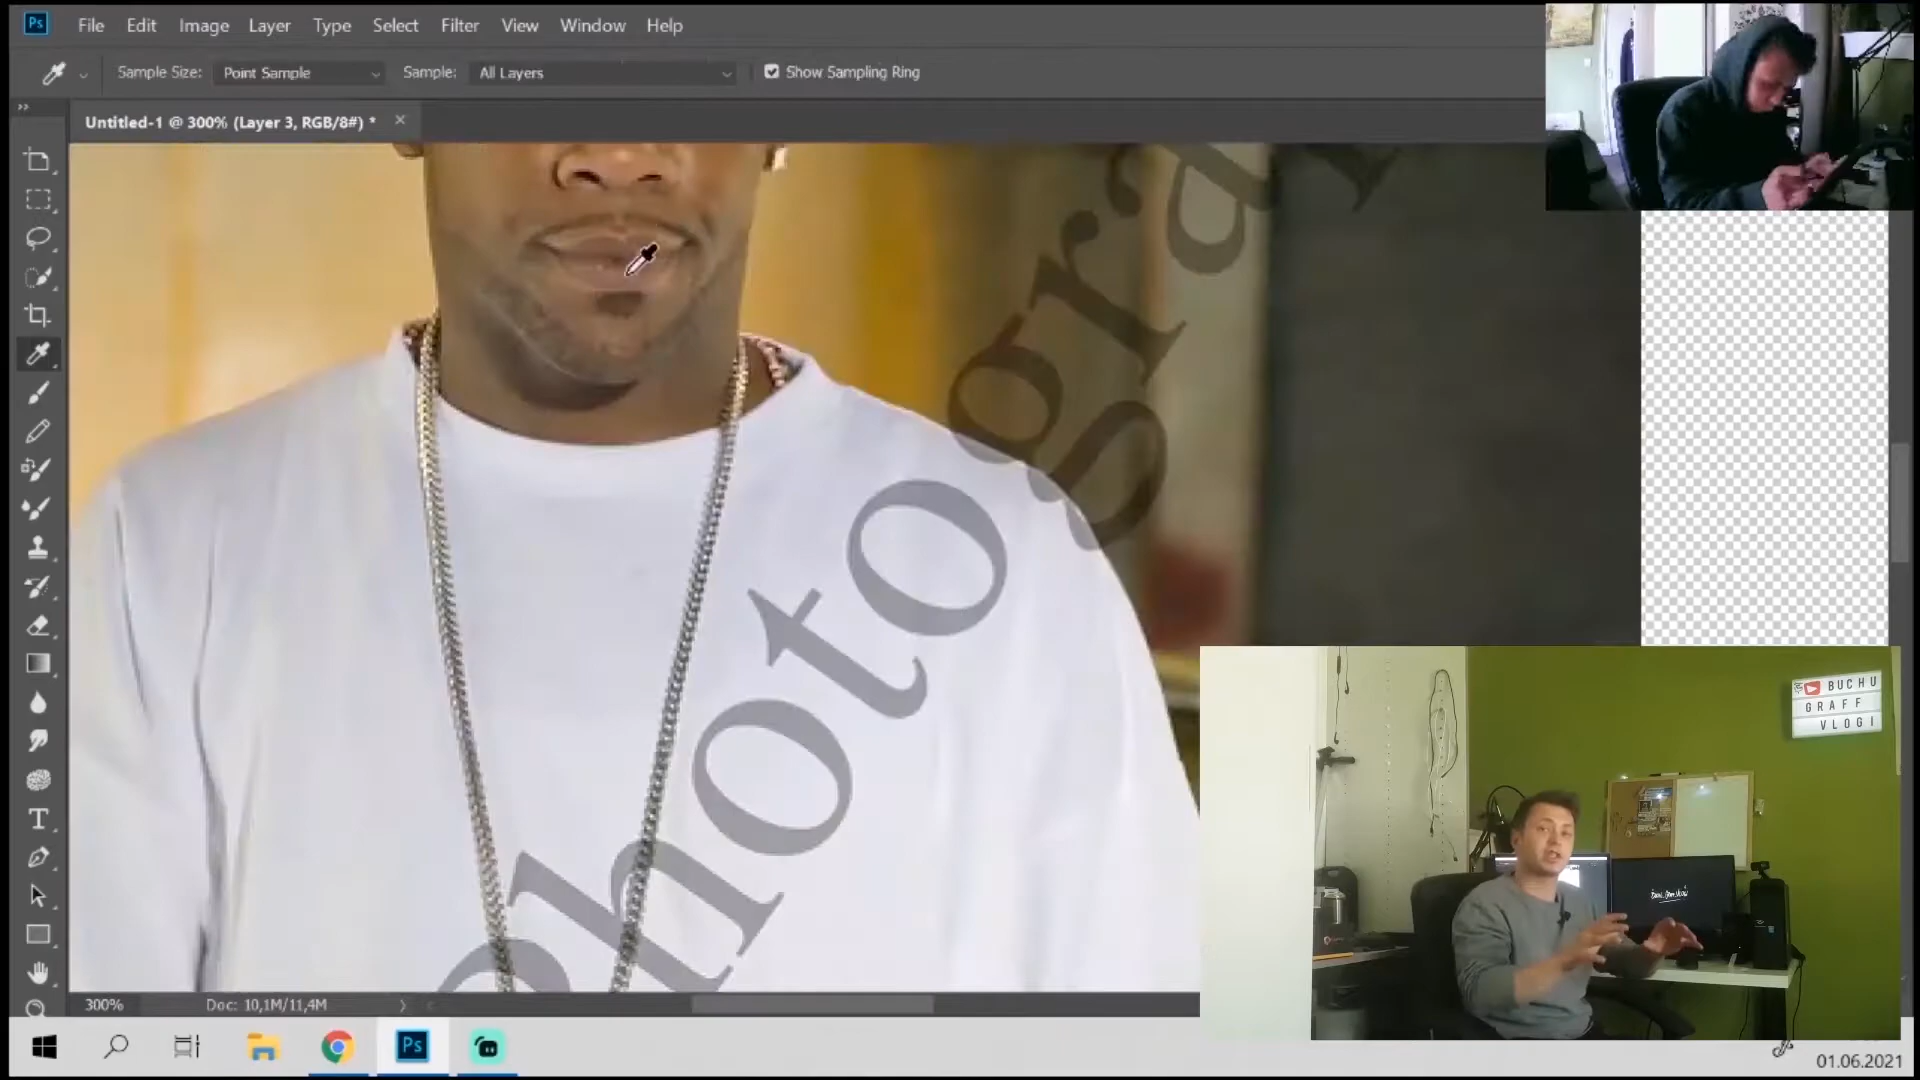 Ps File Edit Image Layer Type Select Filter View Window Help
Sample Size: Point Sample Sample: All Layers Show Sampling Ring
Untitled-1 @ 300% (Layer 3, RGB/8#) *
Photogra
BUCHU
GRAFF
VLOGI
T
300% Doc: 10,1M/11,4M
Ps
01.06.2021